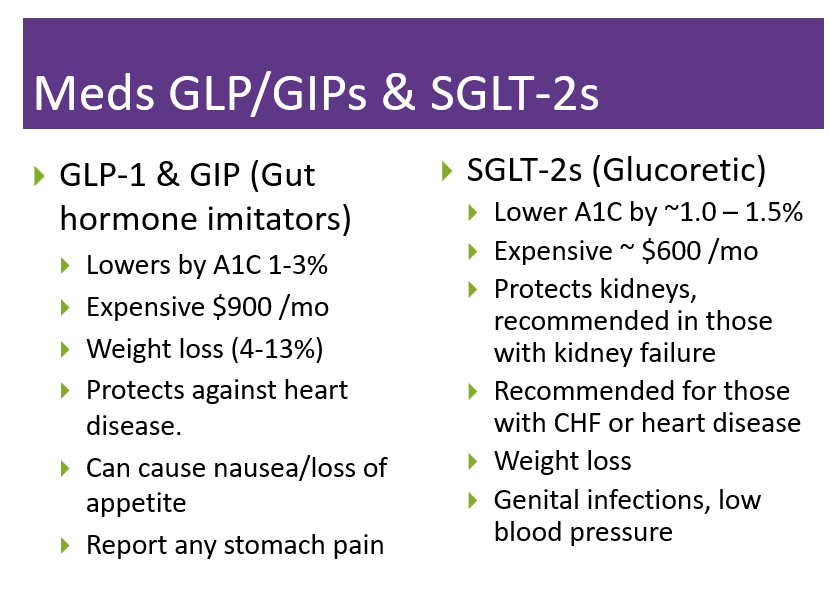 Meds GLP/GIPs & SGLT-2s
GLP-1 & GIP (Gut
hormone imitators)
Lowers by A1C 1-3%
Expensive $900 /mo
Weight loss (4-13%)
Protects against heart
disease.
Can cause nausea/loss of
appetite
Report any stomach pain
SGLT-2s (Glucoretic)
Lower A1C by ~1.0 – 1.5%
Expensive ~ $600 /mo
Protects kidneys,
recommended in those
with kidney failure
Recommended for those
with CHF or heart disease
Weight loss
Genital infections, low
blood pressure